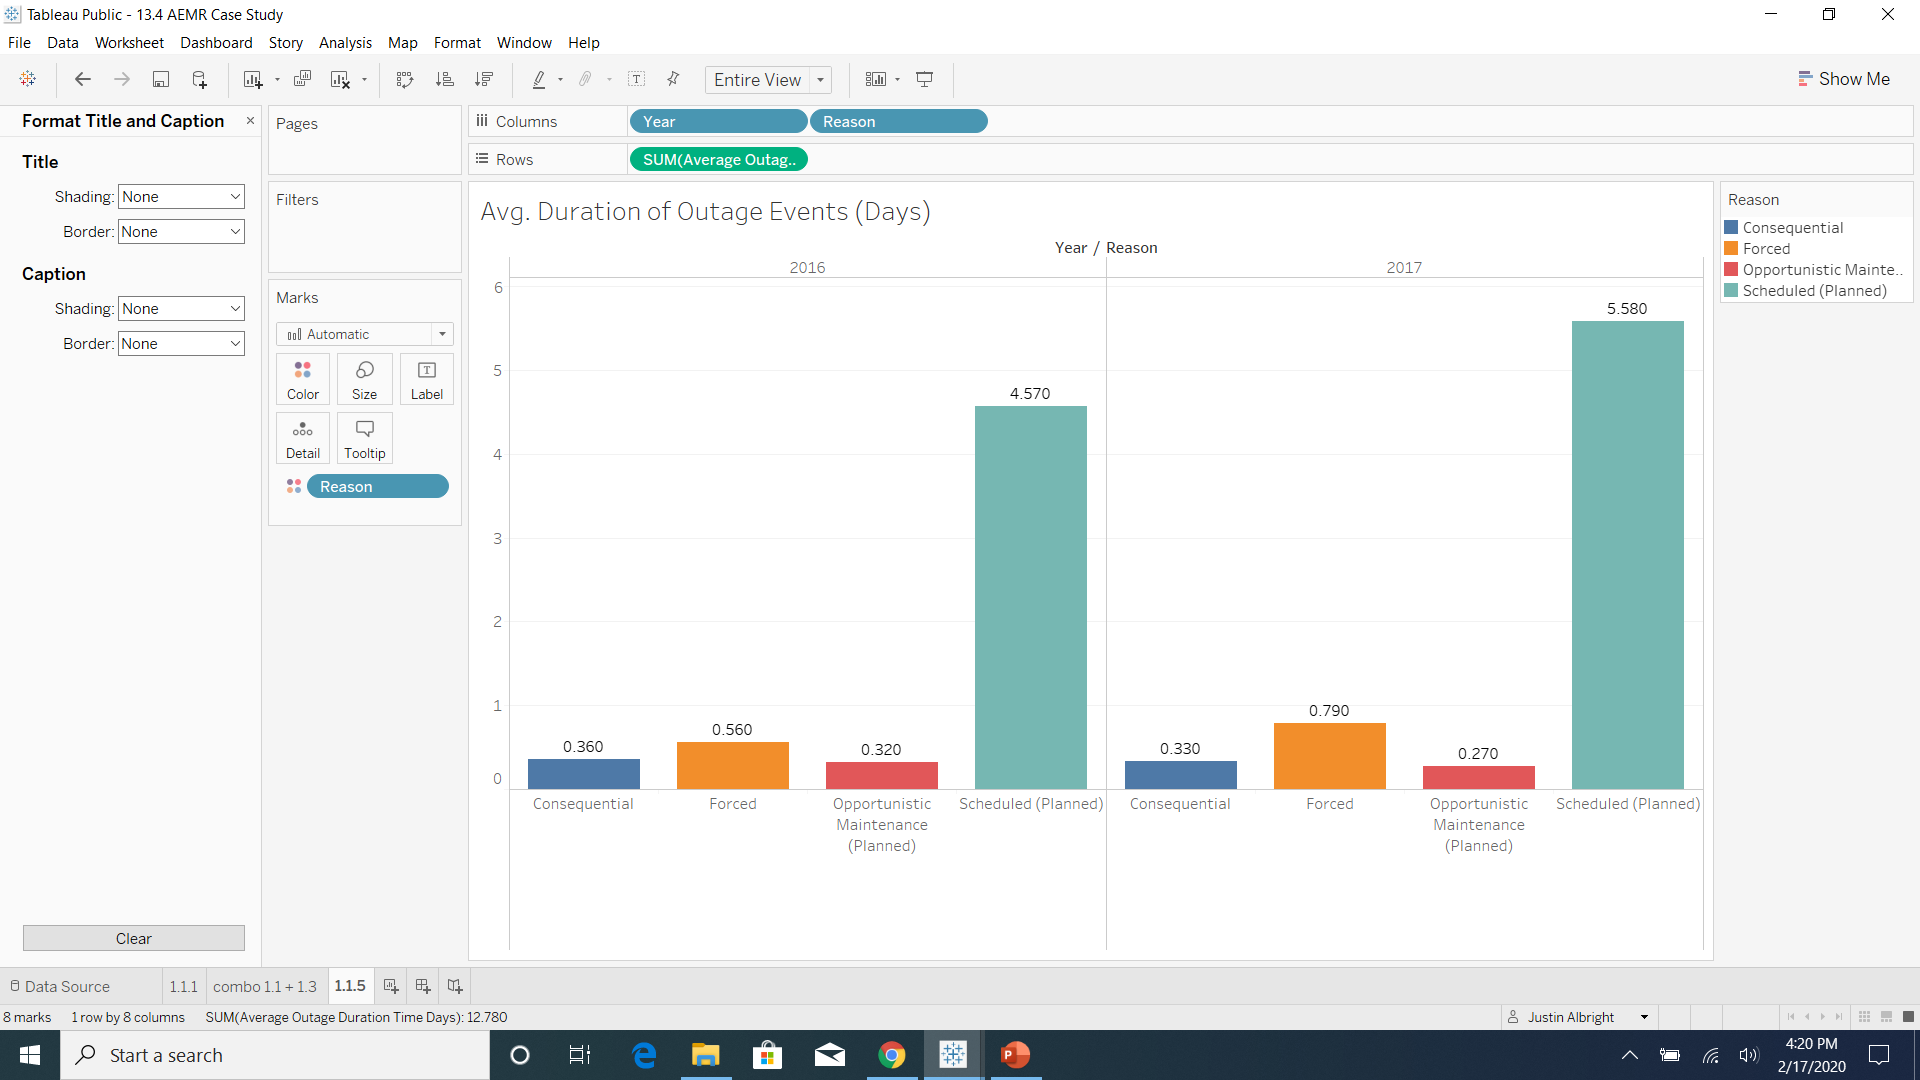 Tableau Public - 13.4 AEMR Case Study
File Data Worksheet Dashboard Story Analysis Map Format Window Help
Entire View
Show Me
Format Title and Caption
Title
Shading: None
Border: None
Caption
Shading: None
Border: None
Clear
Pages
Filters
Marks
Automatic
Color Size Label
Detail Tooltip
Reason
Columns Year Reason
Rows SUM(Average Outag..
Avg. Duration of Outage Events (Days)
Year / Reason
2016 2017
6
5
4
3
2
1
0
0.360 0.560 0.320 4.570 0.330 0.790 0.270 5.580
Consequential Forced Opportunistic Scheduled (Planned) Consequential Forced Opportunistic Scheduled (Planned)
Maintenance Maintenance
(Planned) (Planned)
Reason
Consequential
Forced
Opportunistic Mainte..
Scheduled (Planned)
Data Source 1.1.1 combo 1.1 + 1.3 1.1.5
8 marks 1 row by 8 columns SUM(Average Outage Duration Time Days): 12.780 Justin Albright
Start a search
4:20 PM
2/17/2020